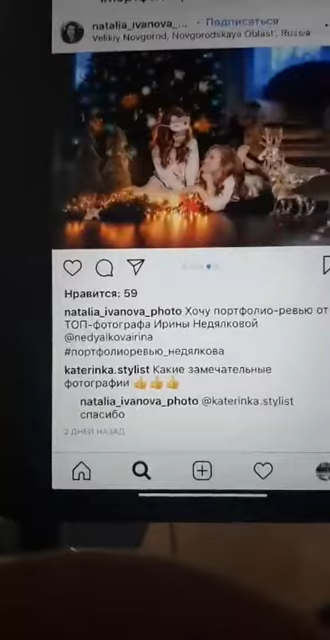 natalia_ivanova_... • Подписаться
Velikiy Novgorod, Novgorodskaya Oblast', Russia
Нравится: 59
natalia_ivanova_photo Хочу портфолио-ревью от
ТОП-фотографа Ирины Недялковой
@nedyalkovairina
#портфолиоревью_недялкова
katerinka.stylist Какие замечательные
фотографии 👍👍👍
natalia_ivanova_photo @katerinka.stylist
спасибо
2 ДНЕЙ НАЗАД